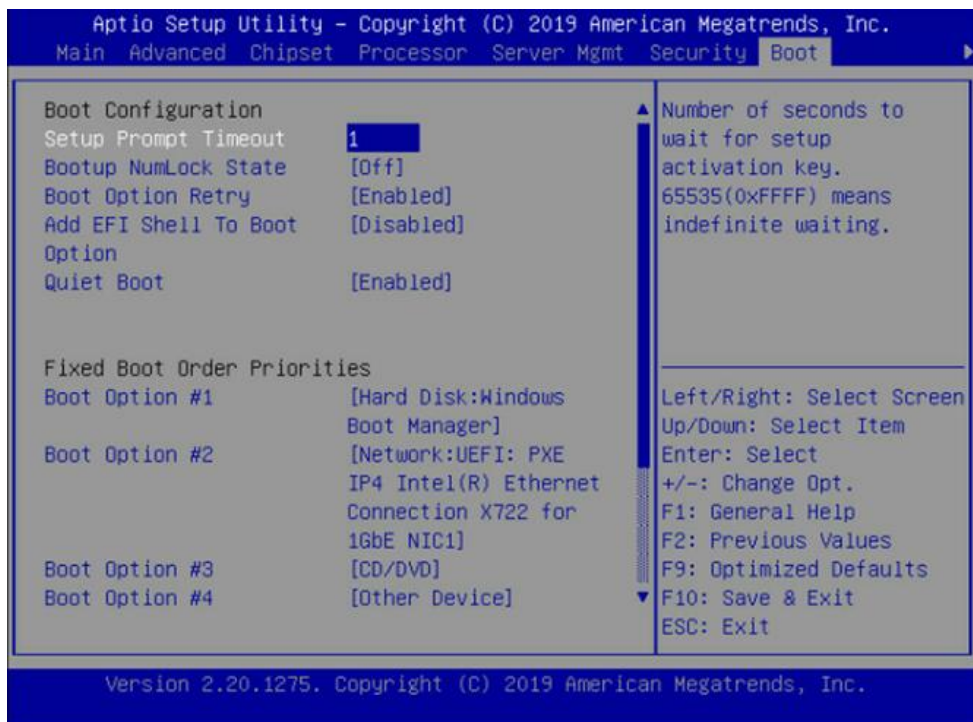 Aptio Setup Utility – Copyright (C) 2019 American Megatrends, Inc.
Main Advanced Chipset Processor Server Mgmt Security Boot
Boot Configuration
Setup Prompt Timeout 1
Bootup NumLock State [Off]
Boot Option Retry [Enabled]
Add EFI Shell To Boot [Disabled]
Option
Quiet Boot [Enabled]
Fixed Boot Order Priorities
Boot Option #1 [Hard Disk:Windows
Boot Manager]
Boot Option #2 [Network:UEFI: PXE
IP4 Intel(R) Ethernet
Connection X722 for
1GbE NIC1]
Boot Option #3 [CD/DVD]
Boot Option #4 [Other Device]
Number of seconds to
wait for setup
activation key.
65535(0xFFFF) means
indefinite waiting.
Left/Right: Select Screen
Up/Down: Select Item
Enter: Select
+/-: Change Opt.
F1: General Help
F2: Previous Values
F9: Optimized Defaults
F10: Save & Exit
ESC: Exit
Version 2.20.1275. Copyright (C) 2019 American Megatrends, Inc.